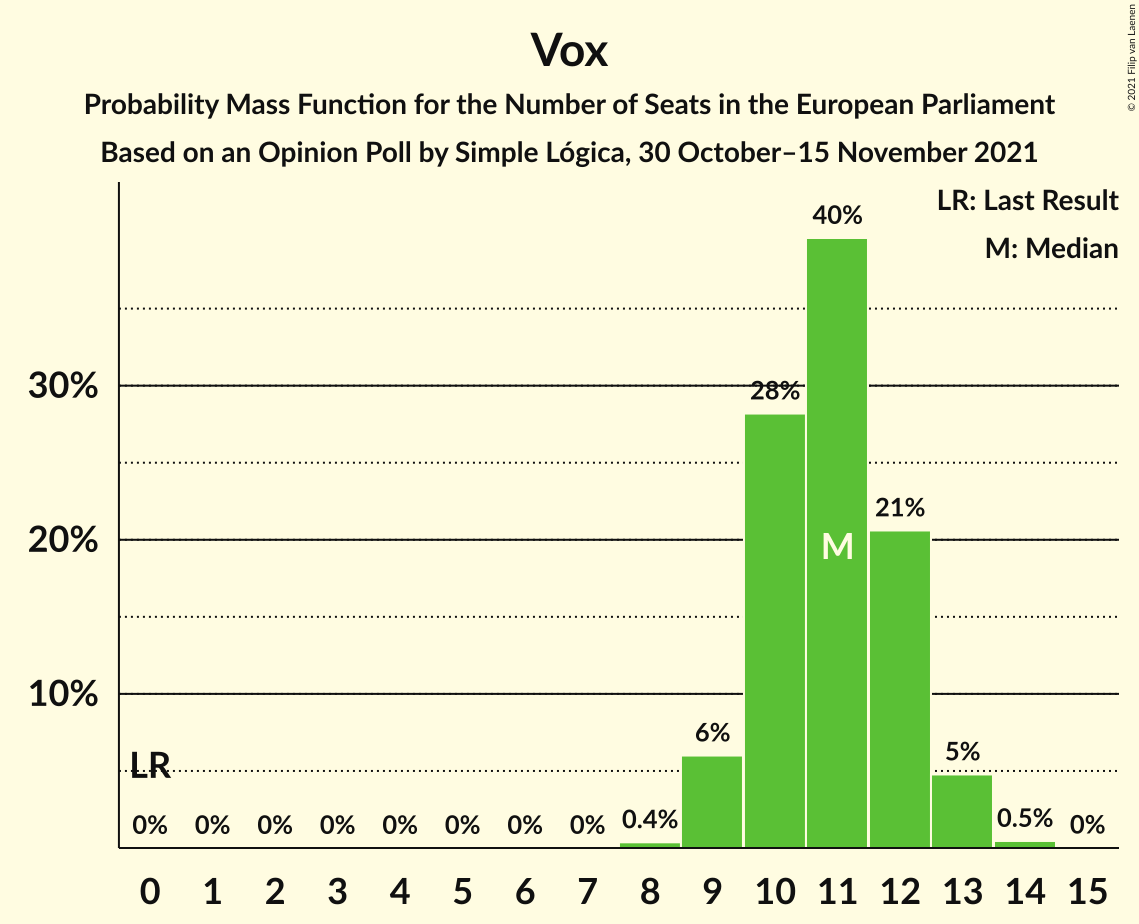 Vox
Probability Mass Function for the Number of Seats in the European Parliament
Based on an Opinion Poll by Simple Lógica, 30 October–15 November 2021
© 2021 Filip van Laenen
LR: Last Result
M: Median
30%
20%
10%
LR
M
0% 0% 0% 0% 0% 0% 0% 0% 0.4% 6% 28% 40% 21% 5% 0.5% 0%
0 1 2 3 4 5 6 7 8 9 10 11 12 13 14 15